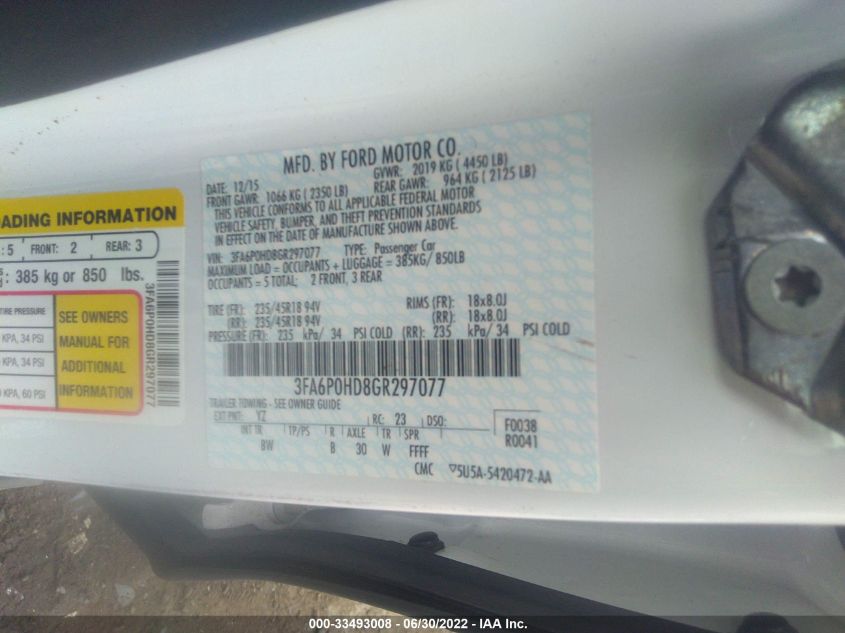 OADING INFORMATION
: 5 FRONT: 2 REAR: 3
: 385 kg or 850 lbs.
TIRE PRESSURE
KPA, 34 PSI
KPA, 34 PSI
KPA, 60 PSI
SEE OWNERS
MANUAL FOR
ADDITIONAL
INFORMATION
3FA6P0HD8GR297077
MFD. BY FORD MOTOR CO.
DATE: 12/15 GVWR: 2019 KG ( 4450 LB)
FRONT GAWR: 1066 KG ( 2350 LB) REAR GAWR: 964 KG ( 2125 LB)
THIS VEHICLE CONFORMS TO ALL APPLICABLE FEDERAL MOTOR
VEHICLE SAFETY, BUMPER, AND THEFT PREVENTION STANDARDS
IN EFFECT ON THE DATE OF MANUFACTURE SHOWN ABOVE.
VIN: 3FA6P0HD8GR297077 TYPE: Passenger Car
MAXIMUM LOAD = OCCUPANTS + LUGGAGE = 385KG/ 850LB
OCCUPANTS = 5 TOTAL; 2 FRONT, 3 REAR
TIRE (FR): 235/45R18 94V RIMS (FR): 18x8.0J
(RR): 235/45R18 94V (RR): 18x8.0J
PRESSURE (FR): 235 kPa/ 34 PSI COLD (RR): 235 kPa/ 34 PSI COLD
3FA6P0HD8GR297077
TRAILER TOWING - SEE OWNER GUIDE
EXT PNT: YZ RC: 23 DSO: F0038
INT TR TP/PS R AXLE TR SPR R0041
BW B 30 W FFFF
CMC ▽5U5A-5420472-AA
000-33493008 - 06/30/2022 - IAA Inc.